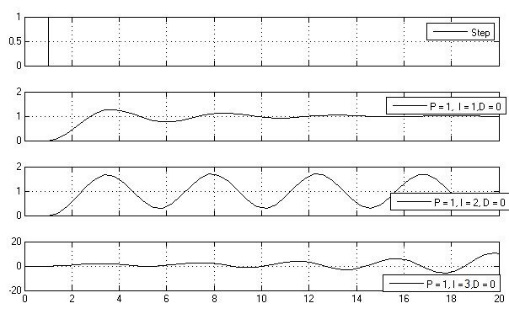 1
0.5
0
Step
2
1
0
P = 1, I = 1,D = 0
2
1
0
P = 1, I = 2, D = 0
20
0
-20
P = 1, I = 3,D = 0
0 2 4 6 8 10 12 14 16 18 20